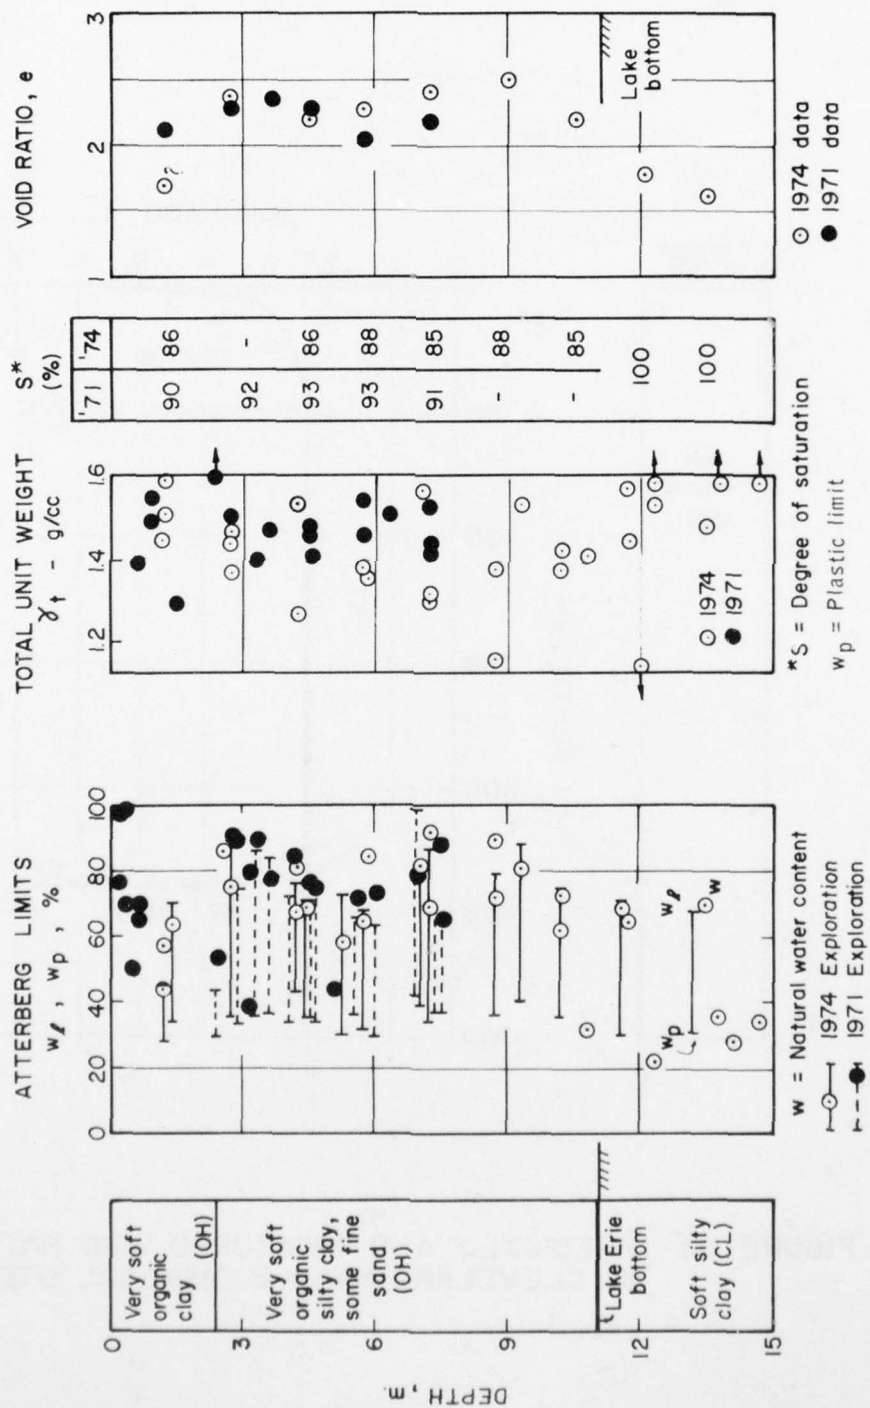 ATTERBERG LIMITS
wℓ , wp , %
TOTAL UNIT WEIGHT
γt - g/cc
S*
(%)
VOID RATIO, e
0
20
40
60
80
100
1.2
1.4
1.6
'71
'74
1
2
3
DEPTH, m.
0
3
6
9
12
15
Very soft
organic
clay (OH)
Very soft
organic
silty clay,
some fine
sand
(OH)
Lake Erie
bottom
Soft silty
clay (CL)
90
86
92
-
93
86
93
88
91
85
-
88
-
85
100
100
?
Lake
bottom
wp
wℓ
w
1974
1971
w = Natural water content
1974 Exploration
1971 Exploration
*S = Degree of saturation
wp = Plastic limit
1974 data
1971 data